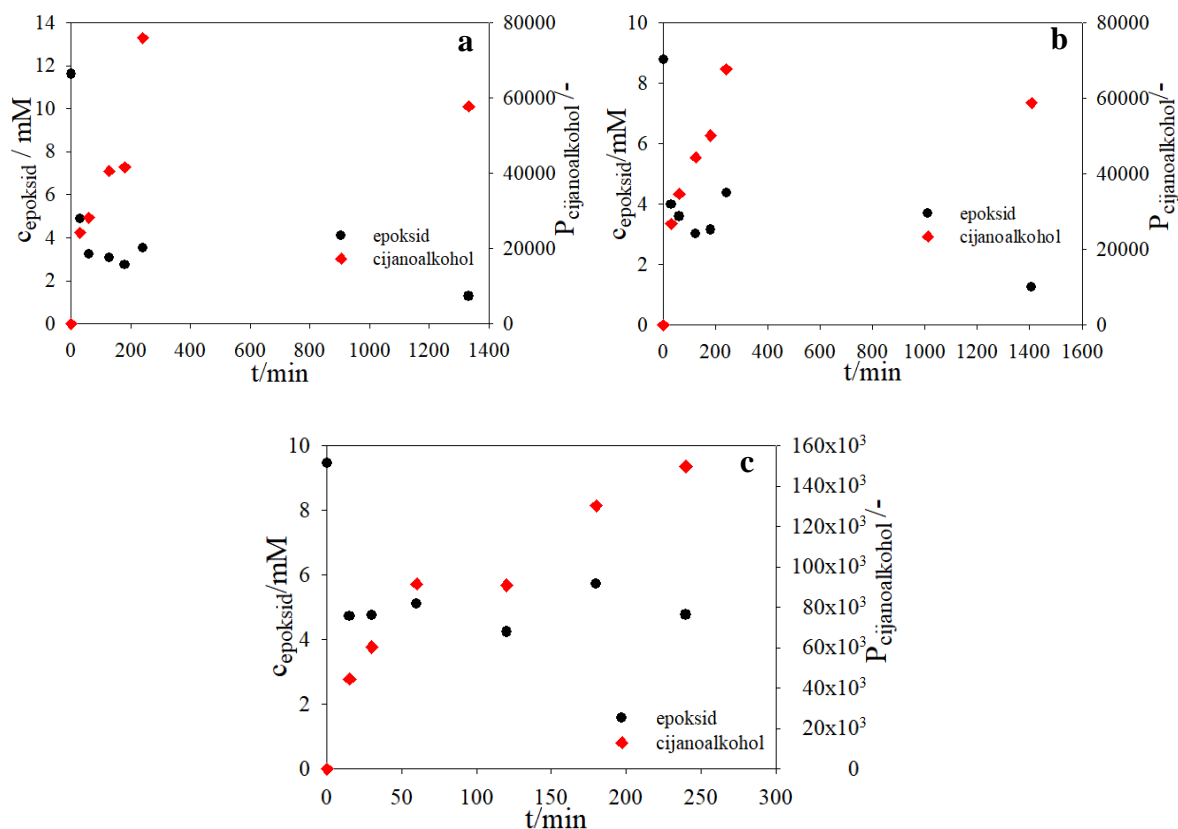 a
14
12
10
8
6
4
2
0
c_epoksid / mM
80000
60000
40000
20000
0
P_cijanoalkohol/-
epoksid
cijanoalkohol
0 200 400 600 800 1000 1200 1400
t/min
b
10
8
6
4
2
0
c_epoksid/mM
80000
60000
40000
20000
0
P_cijanoalkohol/-
epoksid
cijanoalkohol
0 200 400 600 800 1000 1200 1400 1600
t/min
c
10
8
6
4
2
0
c_epoksid/mM
160x10³
140x10³
120x10³
100x10³
80x10³
60x10³
40x10³
20x10³
0
P_cijanoalkohol/-
epoksid
cijanoalkohol
0 50 100 150 200 250 300
t/min